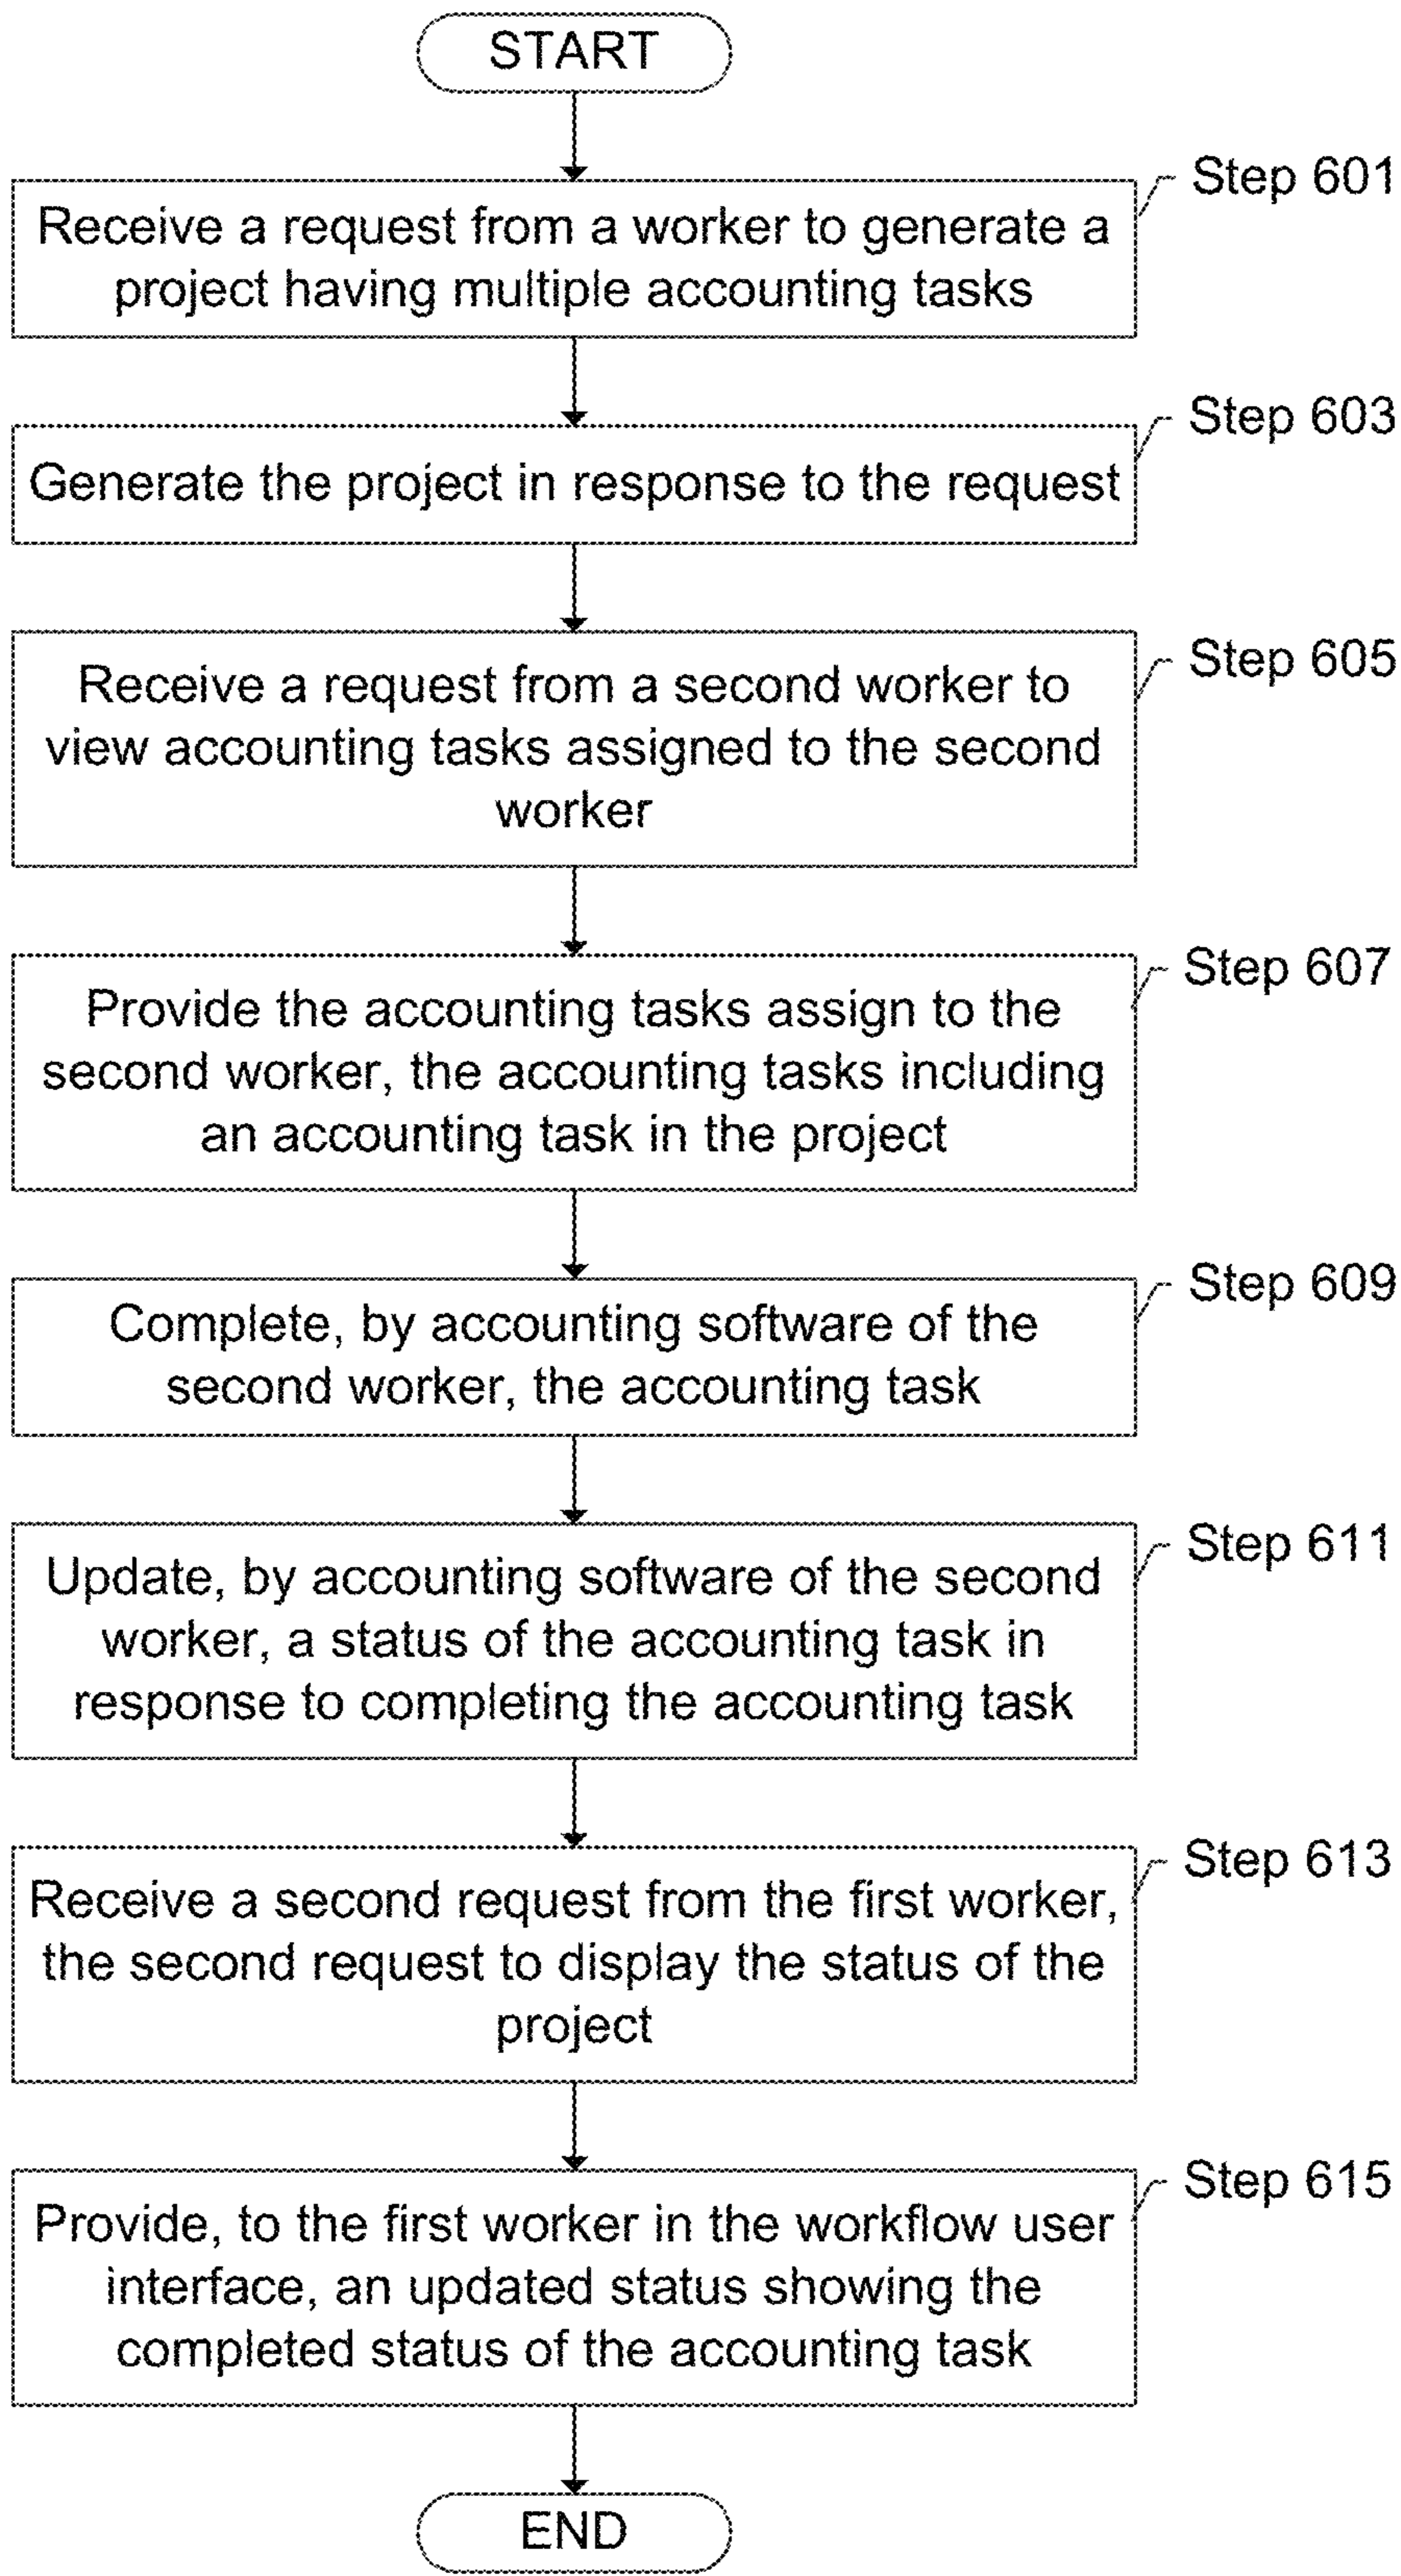 START
Step 601
Receive a request from a worker to generate a
project having multiple accounting tasks
Step 603
Generate the project in response to the request
Step 605
Receive a request from a second worker to
view accounting tasks assigned to the second
worker
Step 607
Provide the accounting tasks assign to the
second worker, the accounting tasks including
an accounting task in the project
Step 609
Complete, by accounting software of the
second worker, the accounting task
Step 611
Update, by accounting software of the second
worker, a status of the accounting task in
response to completing the accounting task
Step 613
Receive a second request from the first worker,
the second request to display the status of the
project
Step 615
Provide, to the first worker in the workflow user
interface, an updated status showing the
completed status of the accounting task
END